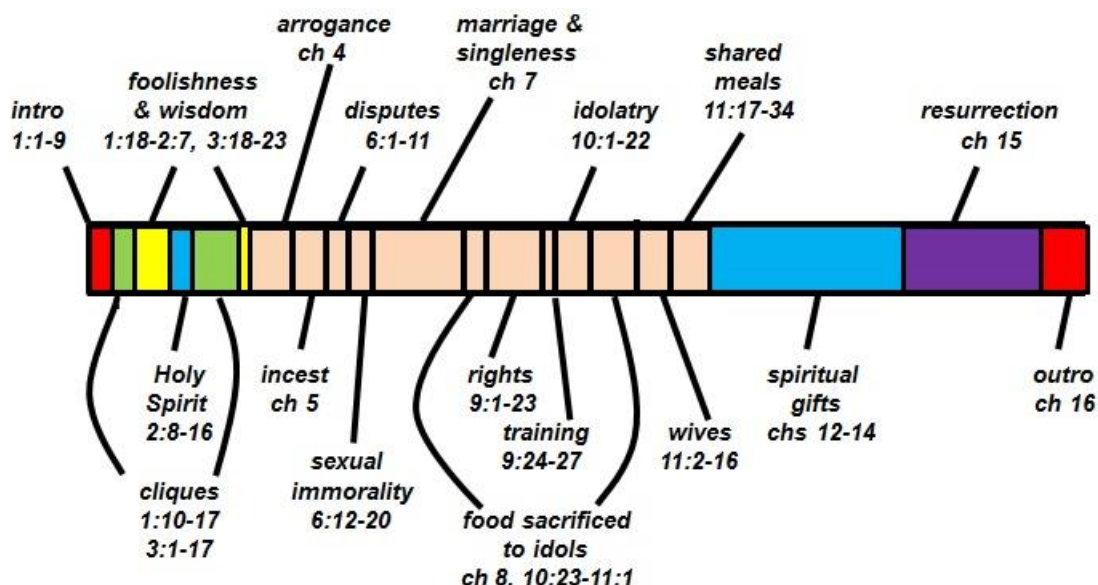 arrogance
ch 4
marriage &
singleness
ch 7
shared
meals
11:17-34
foolishness
& wisdom
1:18-2:7, 3:18-23
intro
1:1-9
disputes
6:1-11
idolatry
10:1-22
resurrection
ch 15
Holy
Spirit
2:8-16
incest
ch 5
rights
9:1-23
training
9:24-27
spiritual
gifts
chs 12-14
outro
ch 16
wives
11:2-16
sexual
immorality
6:12-20
cliques
1:10-17
3:1-17
food sacrificed
to idols
ch 8, 10:23-11:1